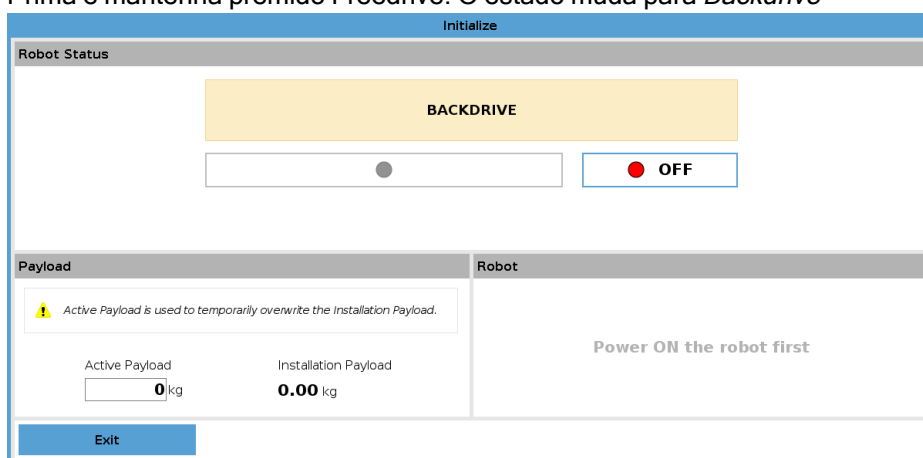 Prima e mantenha premido Freedrive. O estado muda para Backdrive
Initialize
Robot Status
BACKDRIVE
OFF
Payload
Robot
Active Payload is used to temporarily overwrite the Installation Payload.
Power ON the robot first
Active Payload
Installation Payload
0 kg
0.00 kg
Exit